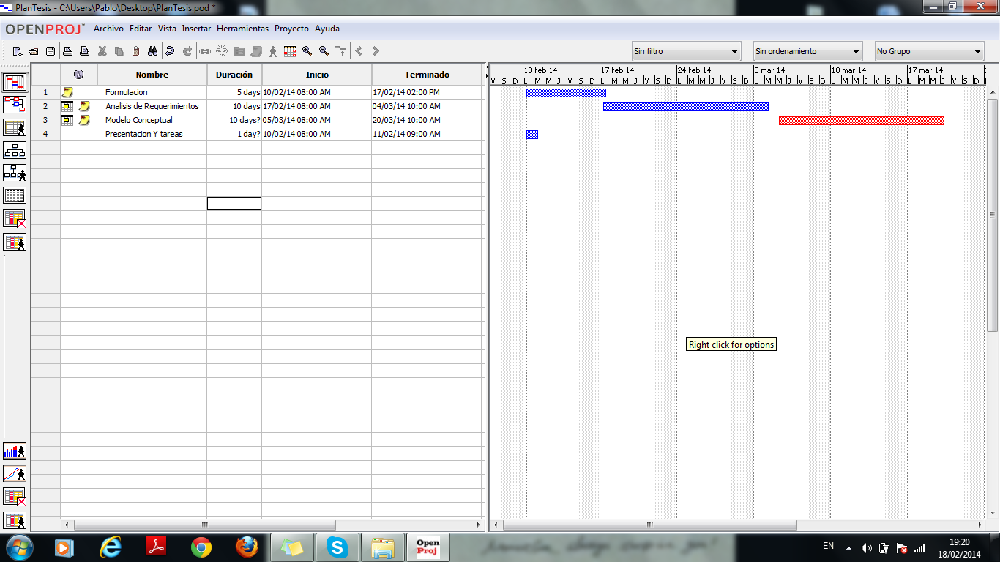 PlanTesis - C:\Users\Pablo\Desktop\PlanTesis.pod *
OPENPROJ™ Archivo Editar Vista Insertar Herramientas Proyecto Ayuda
Sin filtro Sin ordenamiento No Grupo
Nombre Duración Inicio Terminado
10 feb 14 17 feb 14 24 feb 14 3 mar 14 10 mar 14 17 mar 14
V S D L M M J V S D L M M J V S D L M M J V S D L M M J V S D L M M J V S D L M M J V S D
1 Formulacion 5 days 10/02/14 08:00 AM 17/02/14 02:00 PM
2 Analisis de Requerimientos 10 days 17/02/14 08:00 AM 04/03/14 10:00 AM
3 Modelo Conceptual 10 days? 05/03/14 08:00 AM 20/03/14 10:00 AM
4 Presentacion Y tareas 1 day? 10/02/14 08:00 AM 11/02/14 09:00 AM
Right click for options
Open
Proj
EN
19:20
18/02/2014